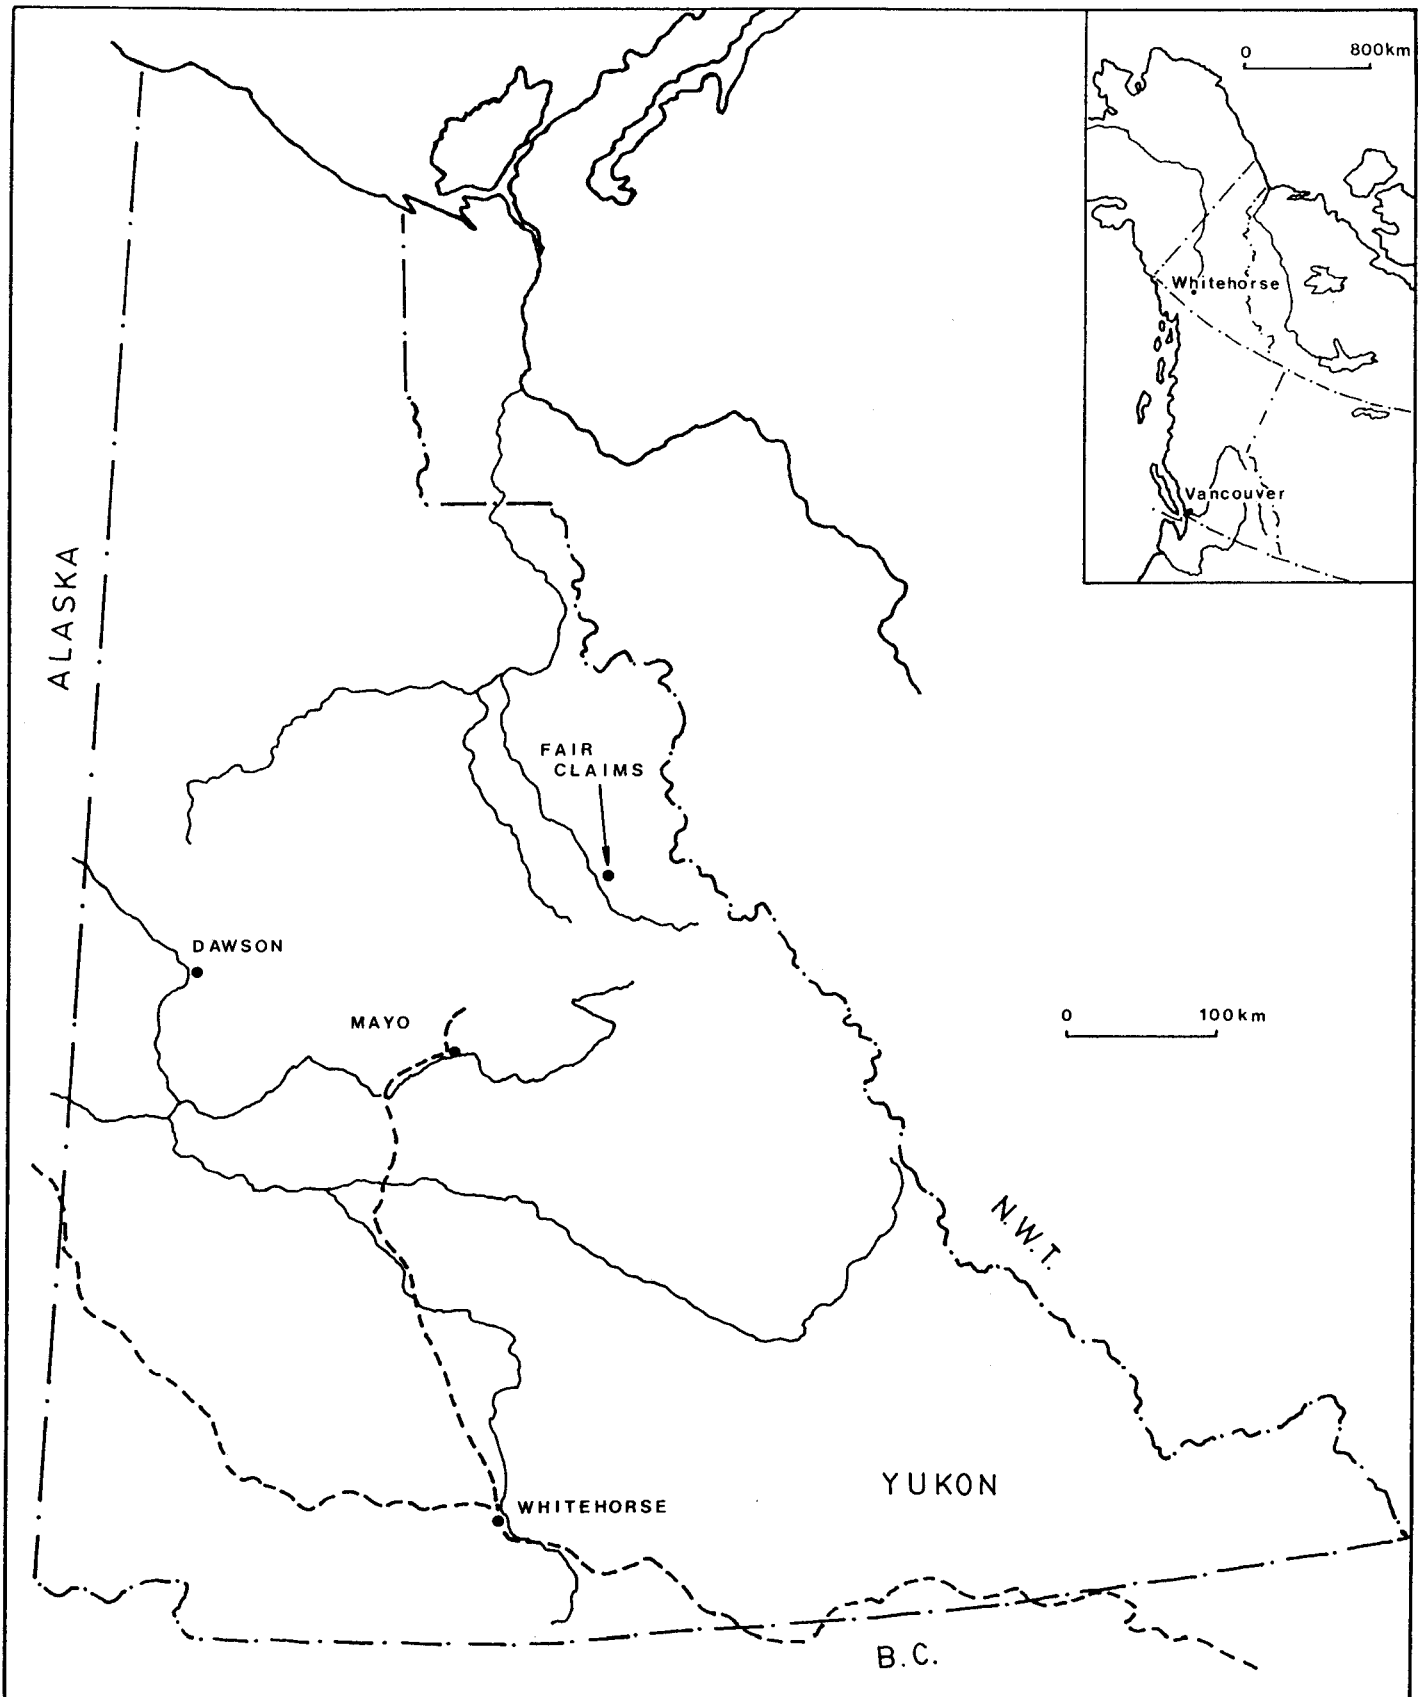 0 800km
Whitehorse
Vancouver
ALASKA
FAIR
CLAIMS
DAWSON
MAYO
0 100km
N.W.T.
YUKON
WHITEHORSE
B.C.